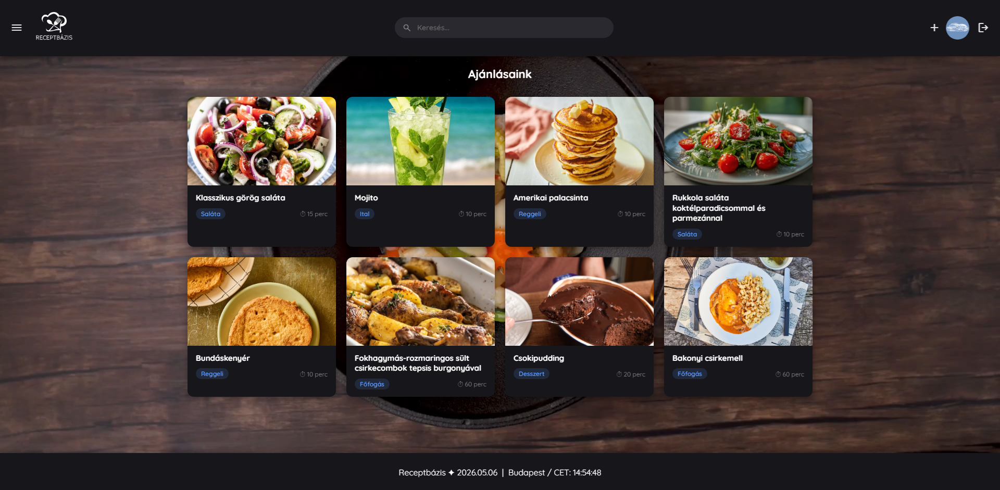 RECEPTBÁZIS
Keresés...
Ajánlásaink
Klasszikus görög saláta
Saláta
15 perc
Mojito
Ital
10 perc
Amerikai palacsinta
Reggeli
10 perc
Rukkola saláta
koktélparadicsommal és
parmezánnal
Saláta
10 perc
Bundáskenyér
Reggeli
10 perc
Fokhagymás-rozmaringos sült
csirkecombok tepsis burgonyával
Főfogás
60 perc
Csokipudding
Desszert
20 perc
Bakonyi csirkemell
Főfogás
60 perc
Receptbázis ✦ 2026.05.06 | Budapest / CET: 14:54:48